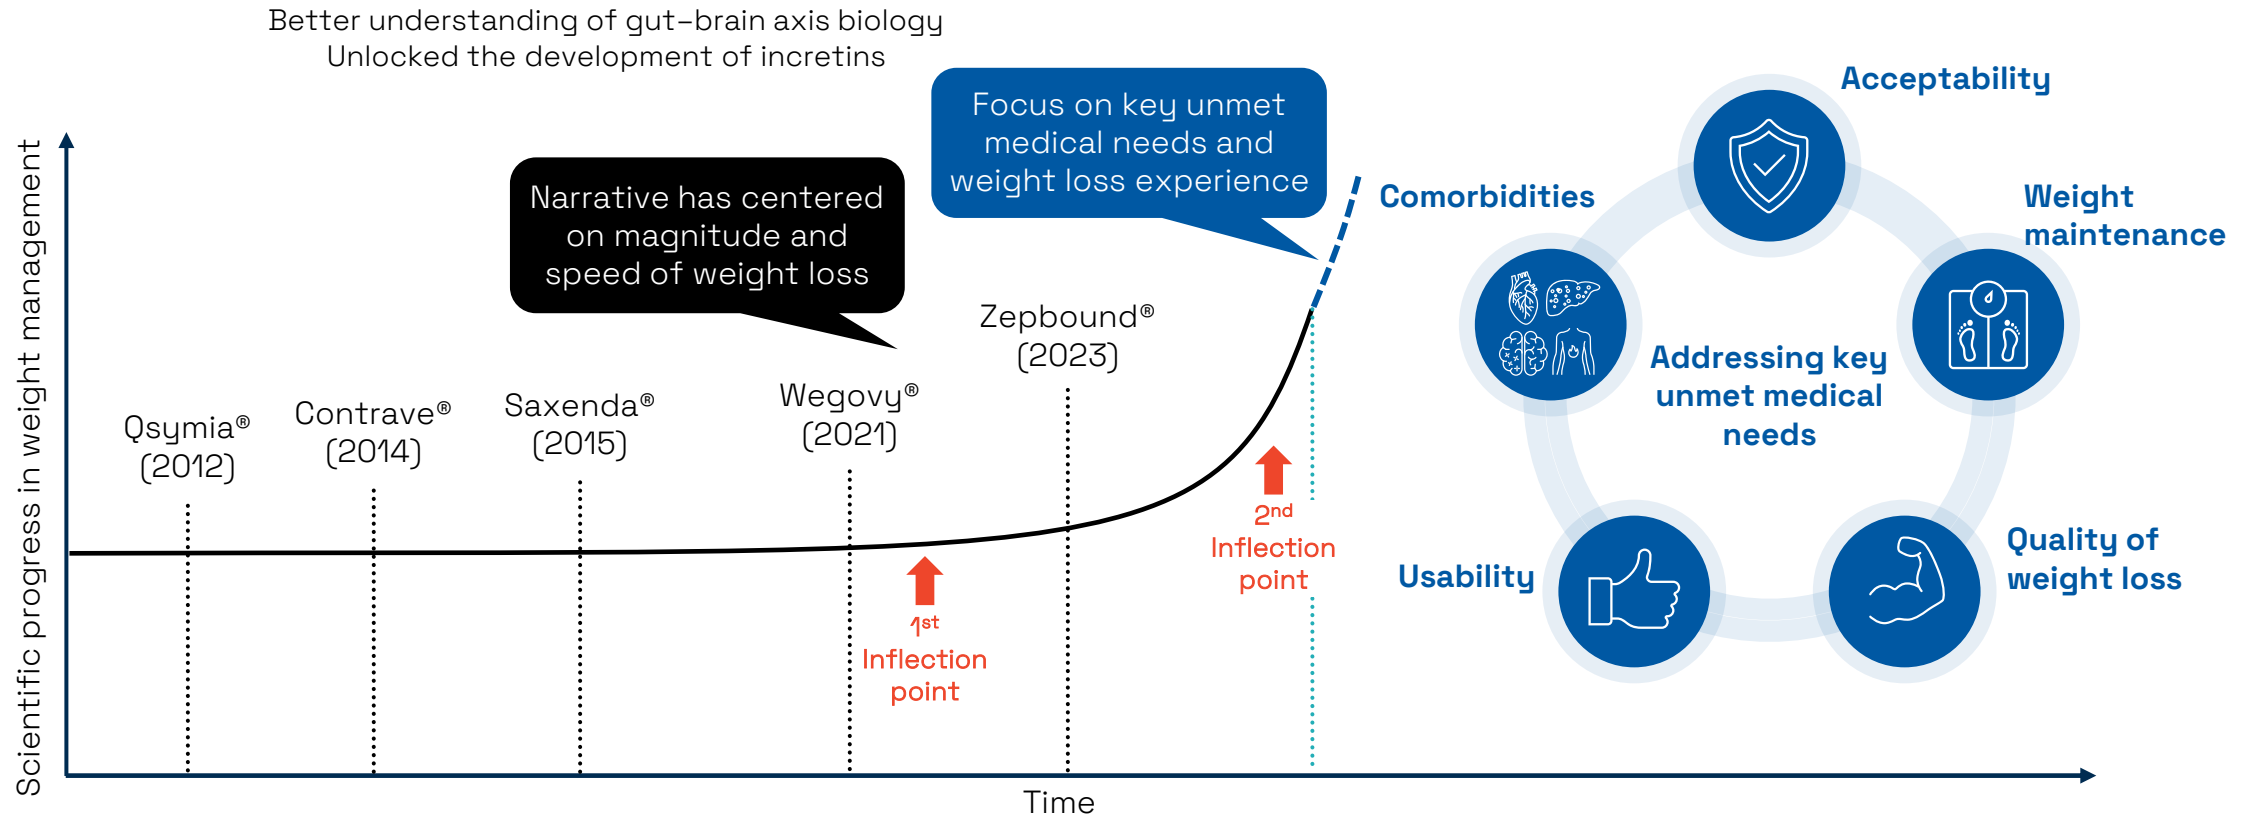 Better understanding of gut–brain axis biology
Unlocked the development of incretins
Scientific progress in weight management
Narrative has centered
on magnitude and
speed of weight loss
Focus on key unmet
medical needs and
weight loss experience
Qsymia®
(2012)
Contrave®
(2014)
Saxenda®
(2015)
Wegovy®
(2021)
Zepbound®
(2023)
1st
Inflection
point
2nd
Inflection
point
Time
Acceptability
Comorbidities
Weight
maintenance
Addressing key
unmet medical
needs
Usability
Quality of
weight loss